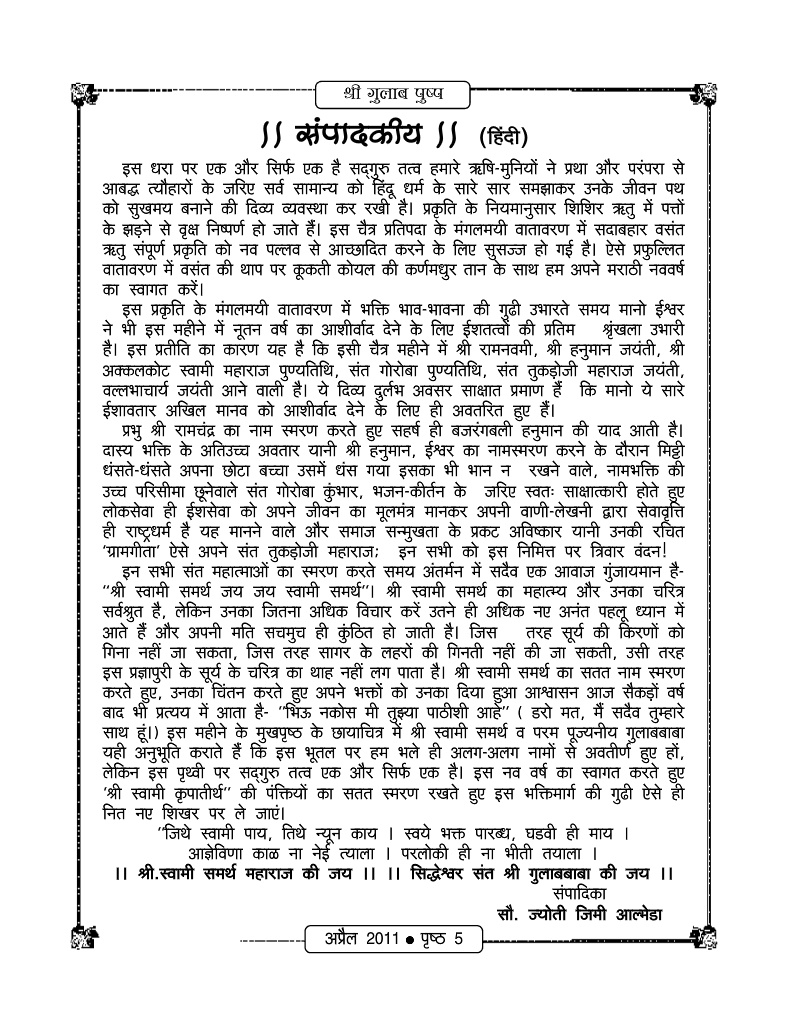 श्री गुलाब पुष्प
।। संपादकीय ।। (हिंदी)
इस धरा पर एक और सिर्फ एक है सद्‌गुरु तत्व हमारे ऋषि-मुनियों ने प्रथा और परंपरा से
आबद्ध त्यौहारों के जरिए सर्व सामान्य को हिंदू धर्म के सारे सार समझाकर उनके जीवन पथ
को सुखमय बनाने की दिव्य व्यवस्था कर रखी है। प्रकृति के नियमानुसार शिशिर ऋतु में पत्तों
के झड़ने से वृक्ष निष्पर्ण हो जाते हैं। इस चैत्र प्रतिपदा के मंगलमयी वातावरण में सदाबहार वसंत
ऋतु संपूर्ण प्रकृति को नव पल्लव से आच्छादित करने के लिए सुसज्ज हो गई है। ऐसे प्रफुल्लित
वातावरण में वसंत की थाप पर कूकती कोयल की कर्णमधुर तान के साथ हम अपने मराठी नववर्ष
का स्वागत करें।
इस प्रकृति के मंगलमयी वातावरण में भक्ति भाव-भावना की गुढी उभारते समय मानो ईश्वर
ने भी इस महीने में नूतन वर्ष का आशीर्वाद देने के लिए ईशतत्वों की प्रतिम श्रृंखला उभारी
है। इस प्रतीति का कारण यह है कि इसी चैत्र महीने में श्री रामनवमी, श्री हनुमान जयंती, श्री
अक्कलकोट स्वामी महाराज पुण्यतिथि, संत गोरोबा पुण्यतिथि, संत तुकड़ोजी महाराज जयंती,
वल्लभाचार्य जयंती आने वाली है। ये दिव्य दुर्लभ अवसर साक्षात प्रमाण हैं कि मानो ये सारे
ईशावतार अखिल मानव को आशीर्वाद देने के लिए ही अवतरित हुए हैं।
प्रभु श्री रामचंद्र का नाम स्मरण करते हुए सहर्ष ही बजरंगबली हनुमान की याद आती है।
दास्य भक्ति के अतिउच्च अवतार यानी श्री हनुमान, ईश्वर का नामस्मरण करने के दौरान मिट्टी
धंसते-धंसते अपना छोटा बच्चा उसमें धंस गया इसका भी भान न रखने वाले, नामभक्ति की
उच्च परिसीमा छूनेवाले संत गोरोबा कुंभार, भजन-कीर्तन के जरिए स्वतः साक्षात्कारी होते हुए
लोकसेवा ही ईशसेवा को अपने जीवन का मूलमंत्र मानकर अपनी वाणी-लेखनी द्वारा सेवावृत्ति
ही राष्ट्रधर्म है यह मानने वाले और समाज सन्मुखता के प्रकट अविष्कार यानी उनकी रचित
‘ग्रामगीता’ ऐसे अपने संत तुकड़ोजी महाराज; इन सभी को इस निमित्त पर त्रिवार वंदन!
इन सभी संत महात्माओं का स्मरण करते समय अंतर्मन में सदैव एक आवाज गुंजायमान है-
‘‘श्री स्वामी समर्थ जय जय स्वामी समर्थ’’। श्री स्वामी समर्थ का महात्म्य और उनका चरित्र
सर्वश्रुत है, लेकिन उनका जितना अधिक विचार करें उतने ही अधिक नए अनंत पहलू ध्यान में
आते हैं और अपनी मति सचमुच ही कुंठित हो जाती है। जिस तरह सूर्य की किरणों को
गिना नहीं जा सकता, जिस तरह सागर के लहरों की गिनती नहीं की जा सकती, उसी तरह
इस प्रज्ञापुरी के सूर्य के चरित्र का थाह नहीं लग पाता है। श्री स्वामी समर्थ का सतत नाम स्मरण
करते हुए, उनका चिंतन करते हुए अपने भक्तों को उनका दिया हुआ आश्वासन आज सैकड़ों वर्ष
बाद भी प्रत्यय में आता है- ‘‘भिऊ नकोस मी तुझ्या पाठीशी आहे’’ ( डरो मत, मैं सदैव तुम्हारे
साथ हूं।) इस महीने के मुखपृष्ठ के छायाचित्र में श्री स्वामी समर्थ व परम पूज्यनीय गुलाबबाबा
यही अनुभूति कराते हैं कि इस भूतल पर हम भले ही अलग-अलग नामों से अवतीर्ण हुए हों,
लेकिन इस पृथ्वी पर सद्‌गुरु तत्व एक और सिर्फ एक है। इस नव वर्ष का स्वागत करते हुए
‘श्री स्वामी कृपातीर्थ’’ की पंक्तियों का सतत स्मरण रखते हुए इस भक्तिमार्ग की गुढी ऐसे ही
नित नए शिखर पर ले जाएं।
‘‘जिथे स्वामी पाय, तिथे न्यून काय । स्वये भक्त पारब्ध, घडवी ही माय ।
आज्ञेविणा काळ ना नेई त्याला । परलोकी ही ना भीती तयाला ।
।। श्री.स्वामी समर्थ महाराज की जय ।। ।। सिद्धेश्वर संत श्री गुलाबबाबा की जय ।।
संपादिका
सौ. ज्योती जिमी आल्मेडा
अप्रैल 2011 ● पृष्ठ 5